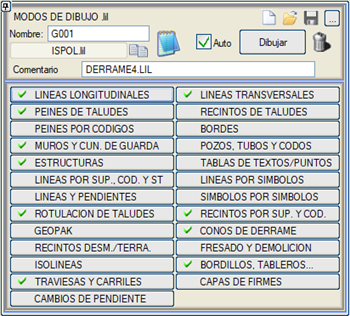 MODOS DE DIBUJO .lil
...
Nombre: G001
ISPOL.lil
Auto
Dibujar
Comentario DERRAME4.LIL
LINEAS LONGITUDINALES
LINEAS TRANSVERSALES
PEINES DE TALUDES
RECINTOS DE TALUDES
PEINES POR CODIGOS
BORDES
MUROS Y CUN. DE GUARDA
POZOS, TUBOS Y CODOS
ESTRUCTURAS
TABLAS DE TEXTOS/PUNTOS
LINEAS POR SUP., COD. Y ST
LINEAS POR SIMBOLOS
LINEAS Y PENDIENTES
SIMBOLOS POR SIMBOLOS
ROTULACION DE TALUDES
RECINTOS POR SUP. Y COD.
GEOPAK
CONOS DE DERRAME
RECINTOS DESM./TERRA.
FRESADO Y DEMOLICION
ISOLINEAS
BORDILLOS, TABLEROS...
TRAVIESAS Y CARRILES
CAPAS DE FIRMES
CAMBIOS DE PENDIENTE